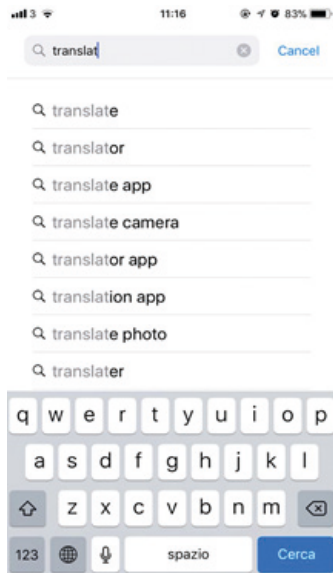 3 11:16 83%
translat Cancel
translate
translator
translate app
translate camera
translator app
translation app
translate photo
translater
q w e r t y u i o p
a s d f g h j k l
z x c v b n m
123 spazio Cerca